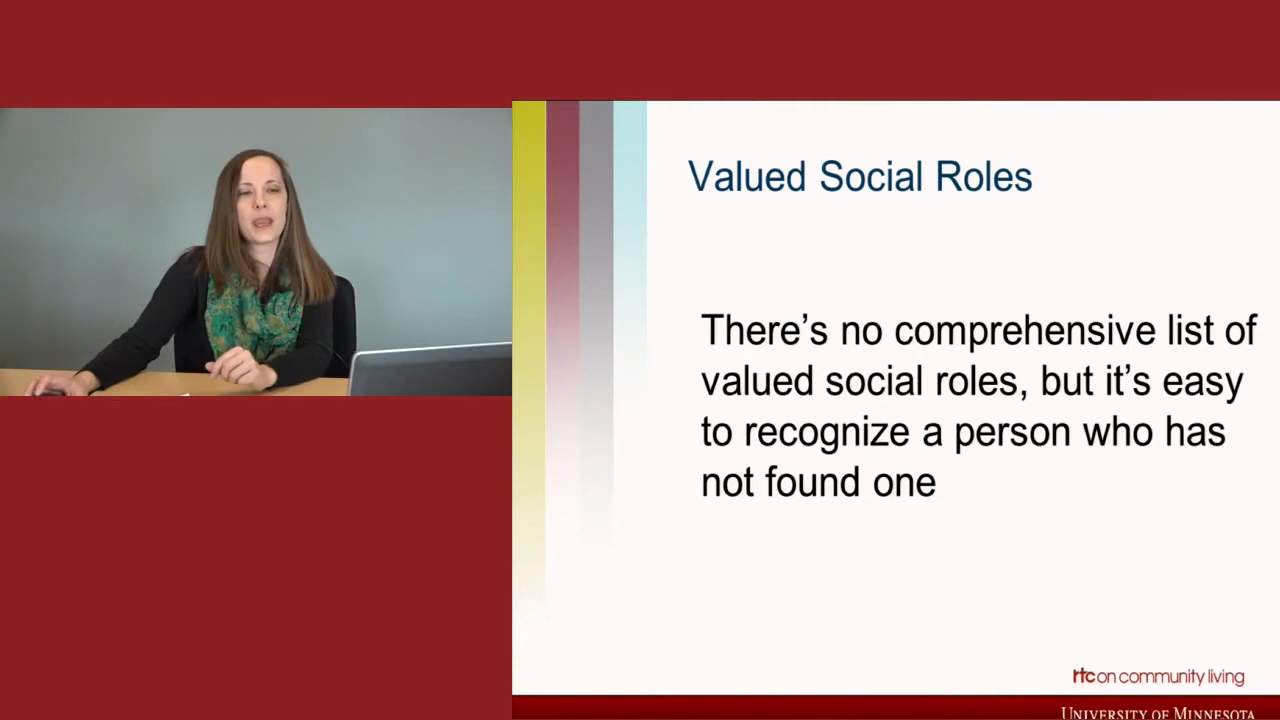 Valued Social Roles
There’s no comprehensive list of
valued social roles, but it’s easy
to recognize a person who has
not found one
rtc on community living
UNIVERSITY OF MINNESOTA